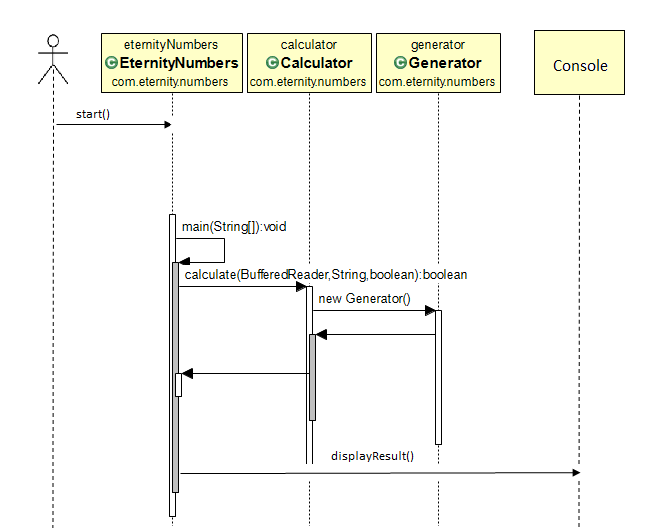 eternityNumbers
C EternityNumbers
com.eternity.numbers
calculator
C Calculator
com.eternity.numbers
generator
C Generator
com.eternity.numbers
Console
start()
main(String[]):void
calculate(BufferedReader,String,boolean):boolean
new Generator()
displayResult()